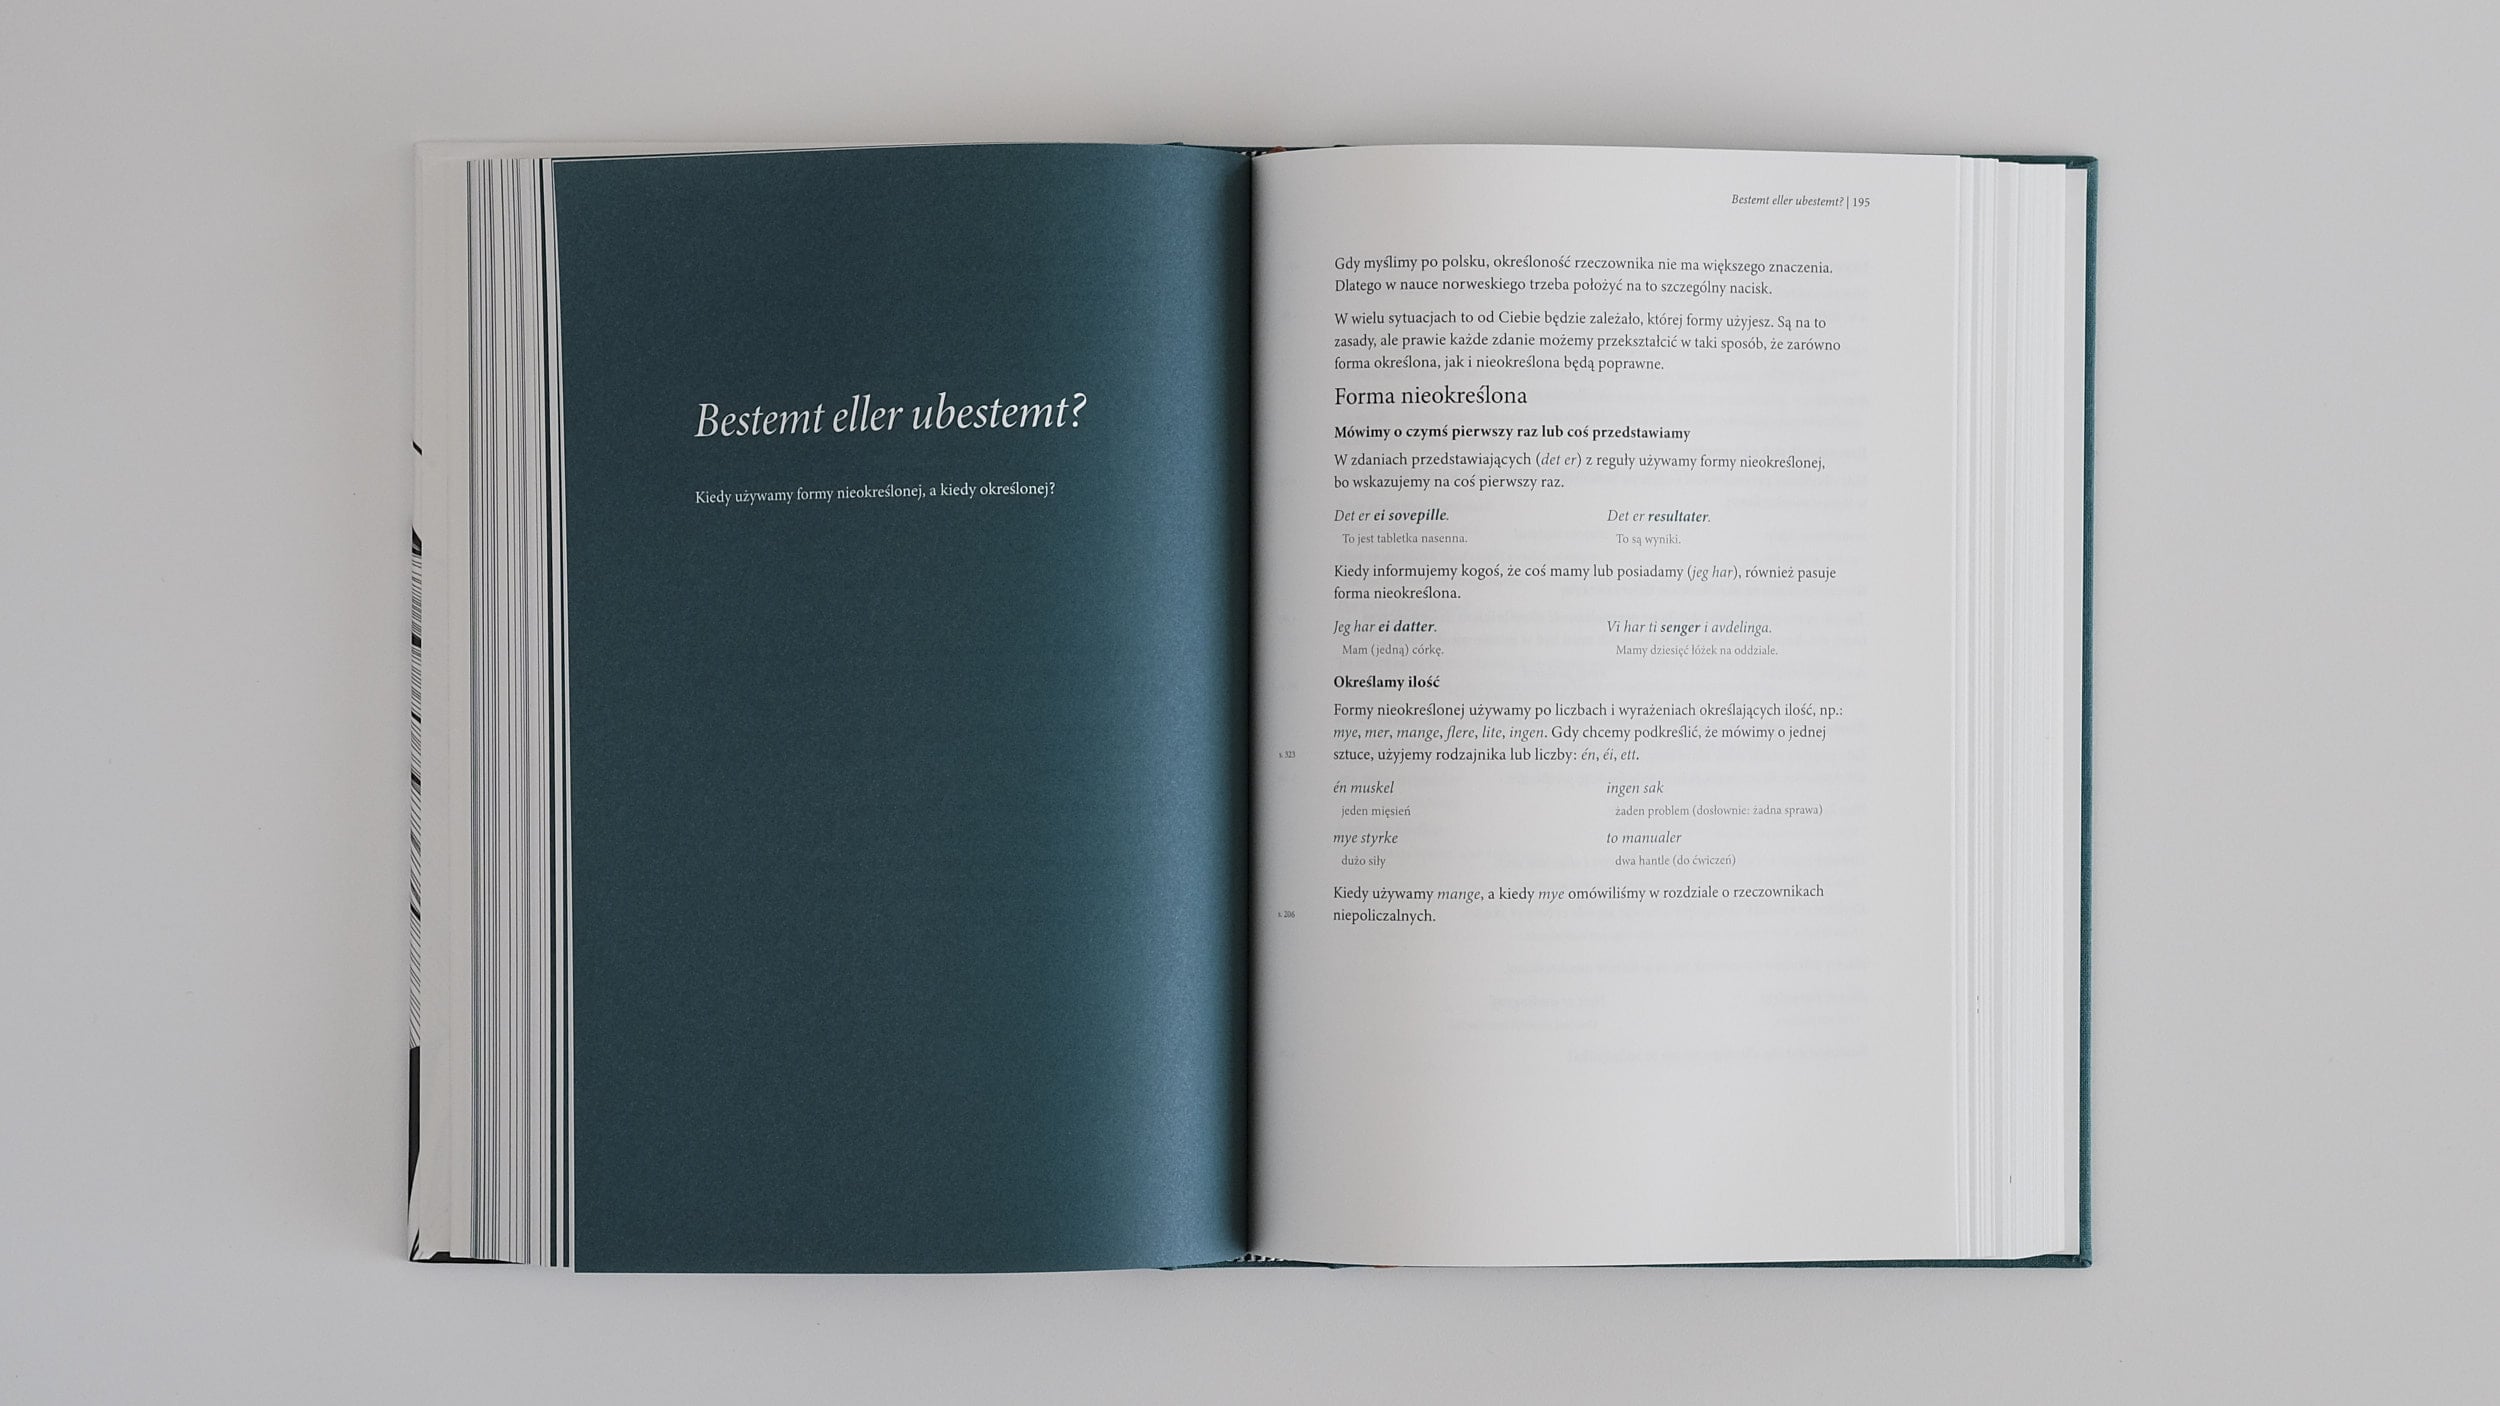 Bestemt eller ubestemt?
Kiedy używamy formy nieokreślonej, a kiedy określonej?
Bestemt eller ubestemt? | 195
Gdy myślimy po polsku, określoność rzeczownika nie ma większego znaczenia.
Dlatego w nauce norweskiego trzeba położyć na to szczególny nacisk.
W wielu sytuacjach to od Ciebie będzie zależało, której formy użyjesz. Są na to
zasady, ale prawie każde zdanie możemy przekształcić w taki sposób, że zarówno
forma określona, jak i nieokreślona będą poprawne.
Forma nieokreślona
Mówimy o czymś pierwszy raz lub coś przedstawiamy
W zdaniach przedstawiających (det er) z reguły używamy formy nieokreślonej,
bo wskazujemy na coś pierwszy raz.
Det er ei sovepille. Det er resultater.
To jest tabletka nasenna. To są wyniki.
Kiedy informujemy kogoś, że coś mamy lub posiadamy (jeg har), również pasuje
forma nieokreślona.
Jeg har ei datter. Vi har ti senger i avdelinga.
Mam (jedną) córkę. Mamy dziesięć łóżek na oddziale.
Określamy ilość
Formy nieokreślonej używamy po liczbach i wyrażeniach określających ilość, np.:
mye, mer, mange, flere, lite, ingen. Gdy chcemy podkreślić, że mówimy o jednej
s. 323 sztuce, użyjemy rodzajnika lub liczby: én, éi, ett.
én muskel ingen sak
jeden mięsień żaden problem (dosłownie: żadna sprawa)
mye styrke to manualer
dużo siły dwa hantle (do ćwiczeń)
Kiedy używamy mange, a kiedy mye omówiliśmy w rozdziale o rzeczownikach
s. 206 niepoliczalnych.